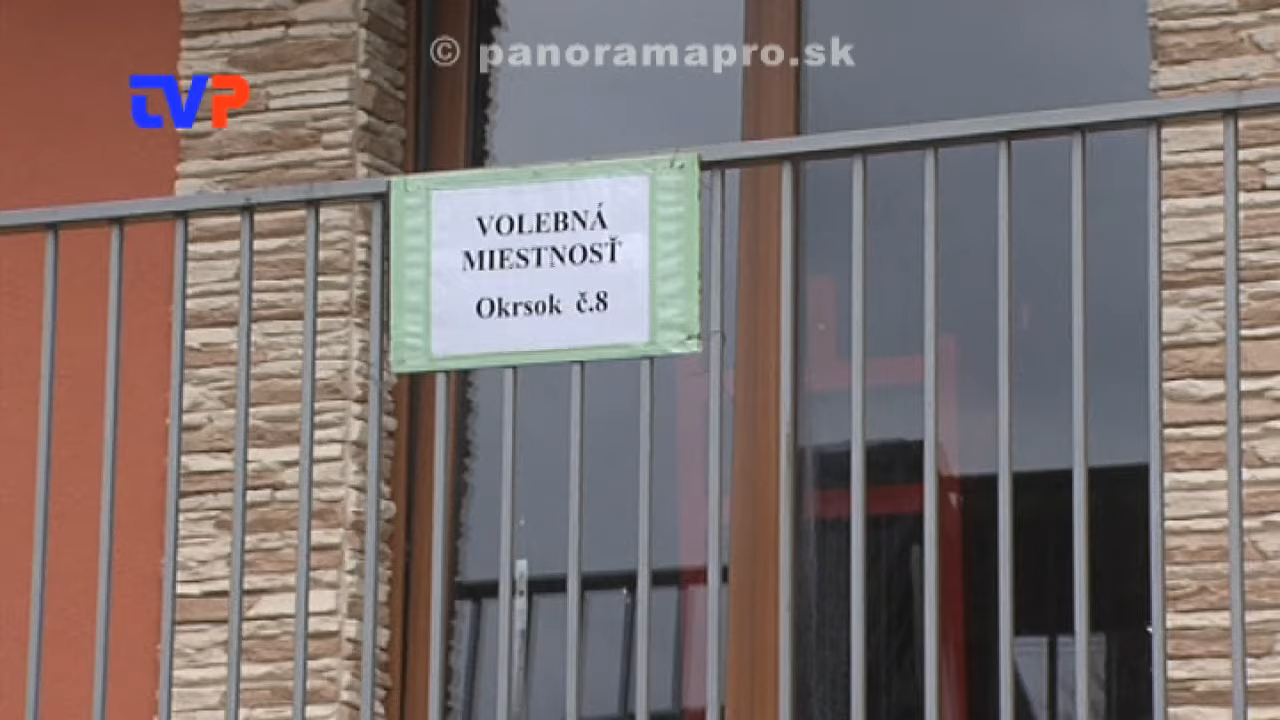 © panoramapro.sk
TVP
VOLEBNÁ
MIESTNOSŤ
Okrsok č.8